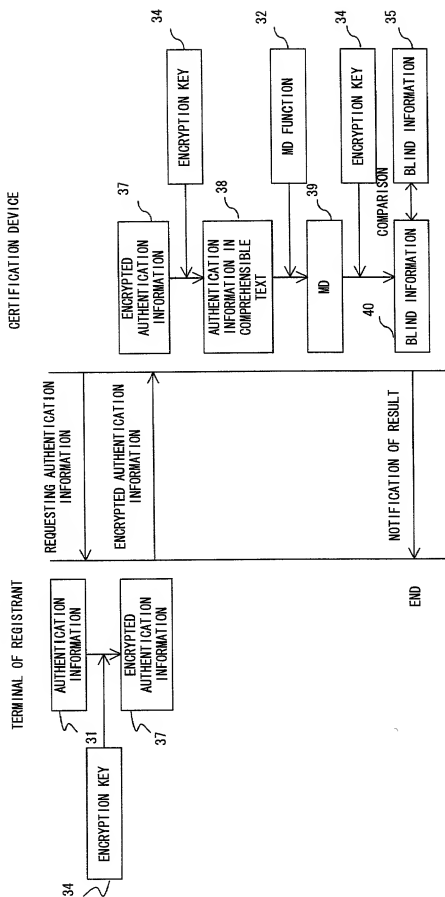 TERMINAL OF REGISTRANT
CERTIFICATION DEVICE
34
ENCRYPTION KEY
31
AUTHENTICATION
INFORMATION
ENCRYPTED
AUTHENTICATION
INFORMATION
37
REQUESTING AUTHENTICATION
INFORMATION
ENCRYPTED AUTHENTICATION
INFORMATION
NOTIFICATION OF RESULT
END
37
ENCRYPTED
AUTHENTICATION
INFORMATION
34
ENCRYPTION KEY
38
AUTHENTICATION
INFORMATION IN
COMPREHENSIBLE
TEXT
32
MD FUNCTION
39
MD
34
ENCRYPTION KEY
40
BLIND INFORMATION
COMPARISON
35
BLIND INFORMATION